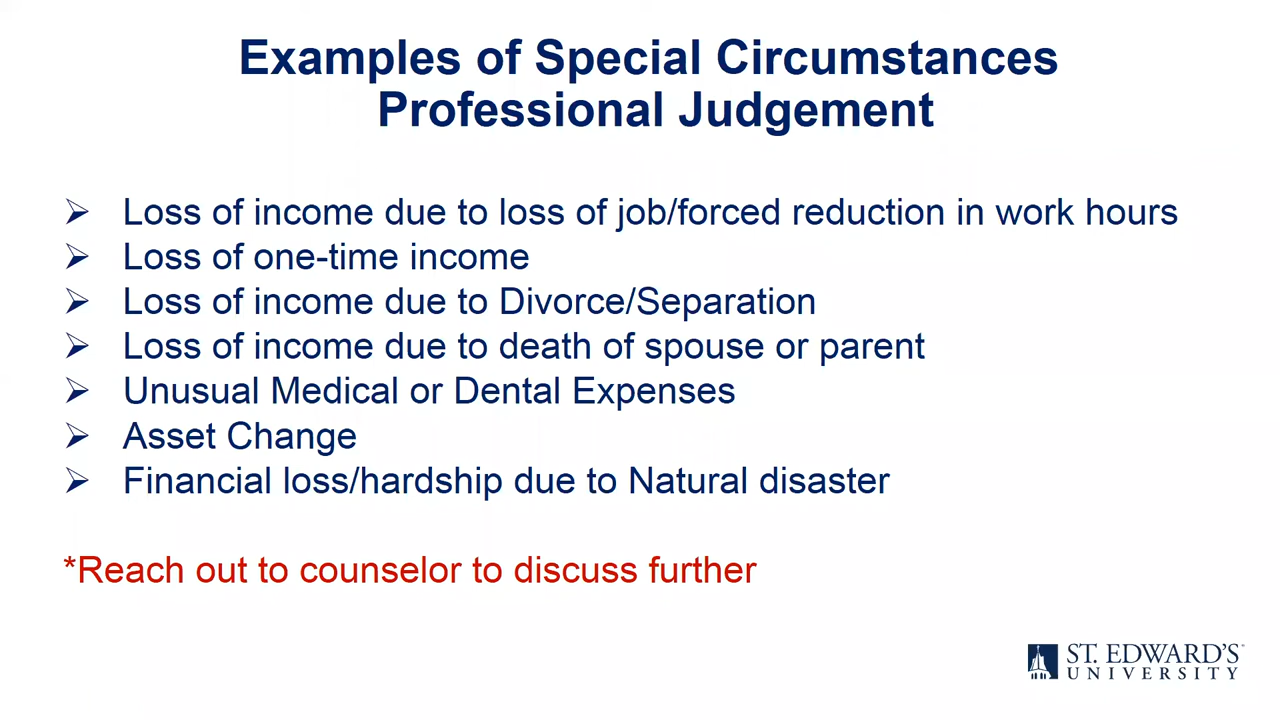 Examples of Special Circumstances
Professional Judgement
➢ Loss of income due to loss of job/forced reduction in work hours
➢ Loss of one-time income
➢ Loss of income due to Divorce/Separation
➢ Loss of income due to death of spouse or parent
➢ Unusual Medical or Dental Expenses
➢ Asset Change
➢ Financial loss/hardship due to Natural disaster
*Reach out to counselor to discuss further
ST. EDWARD'S
UNIVERSITY